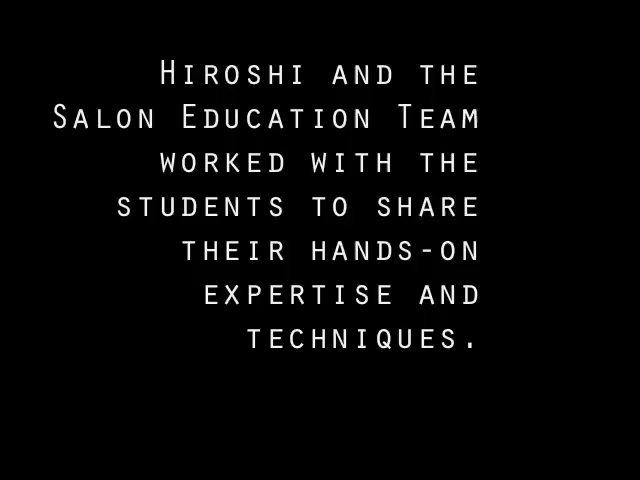 Hiroshi and the
Salon Education Team
worked with the
students to share
their hands-on
expertise and
techniques.